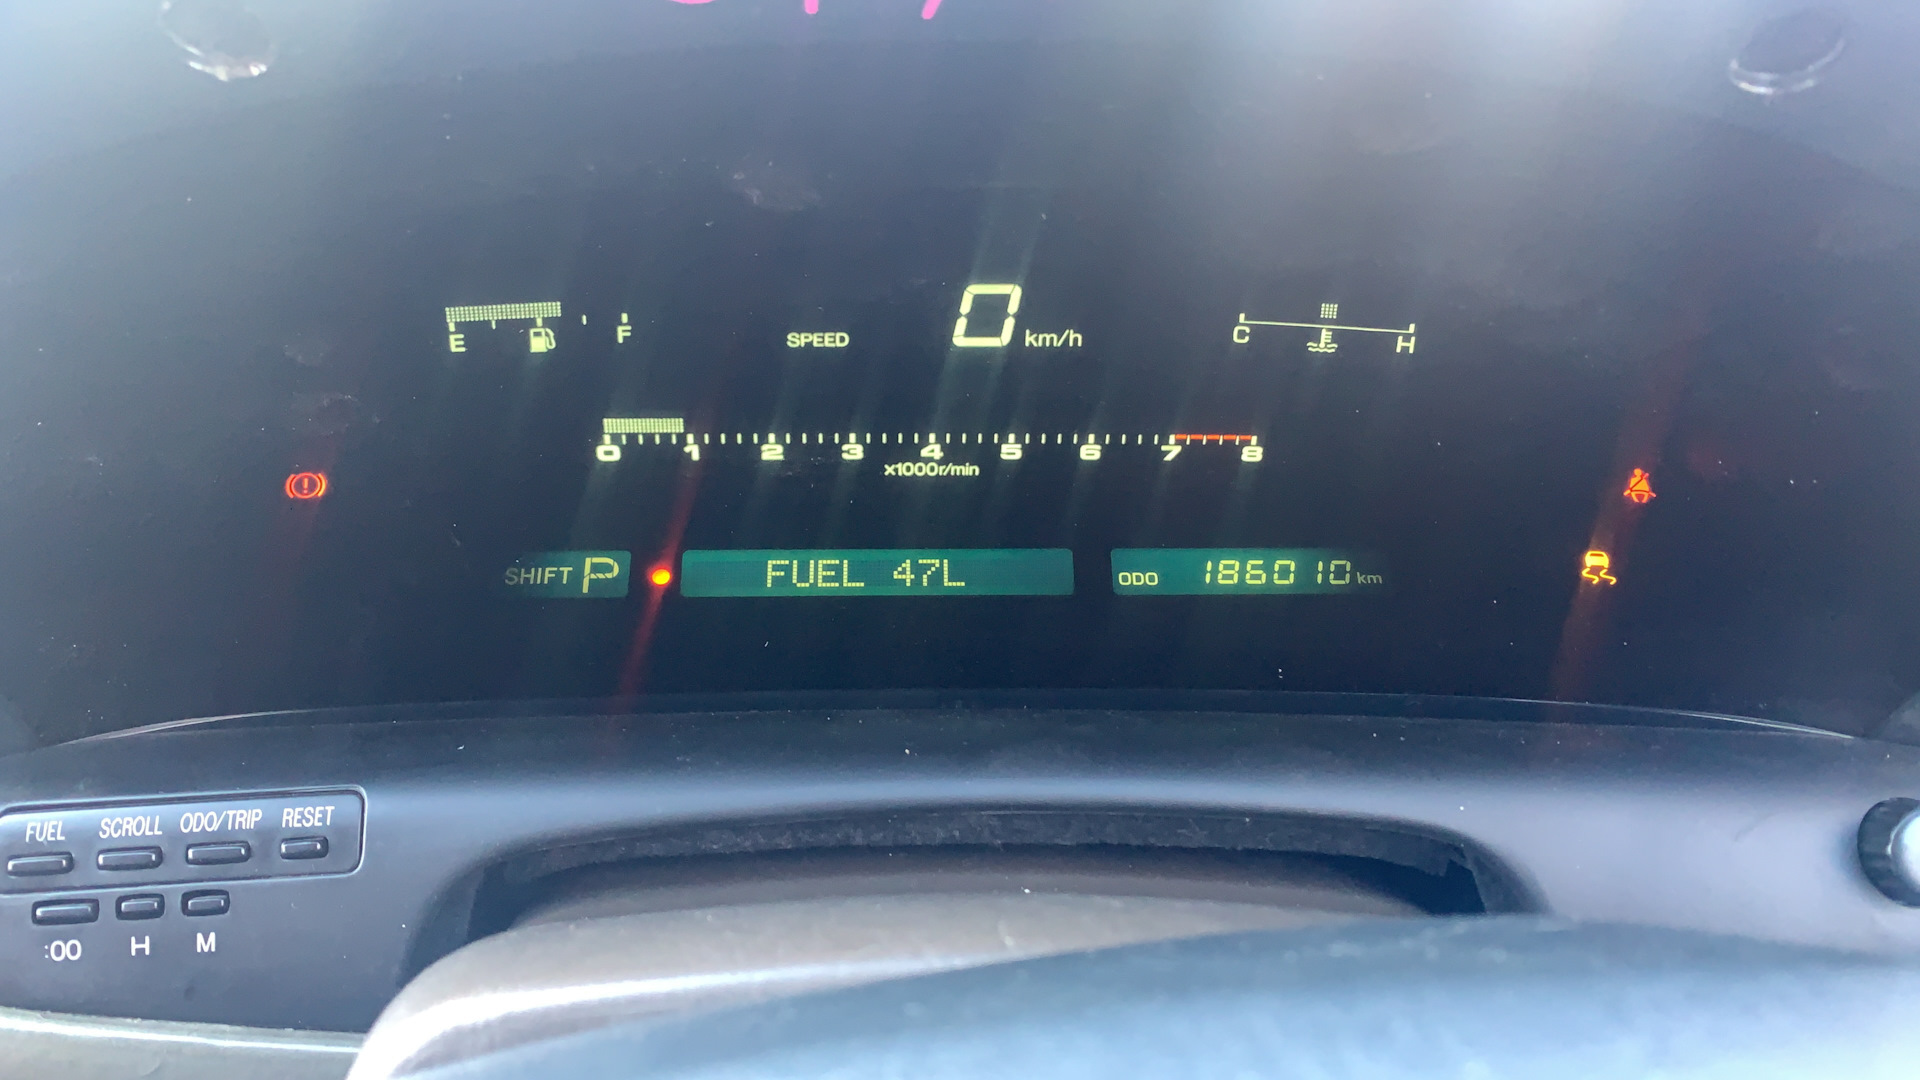 E F
SPEED 0 km/h
C H
0 1 2 3 4 5 6 7 8
x1000r/min
SHIFT P
FUEL 47L
ODO 186010 km
FUEL SCROLL ODO/TRIP RESET
:00 H M